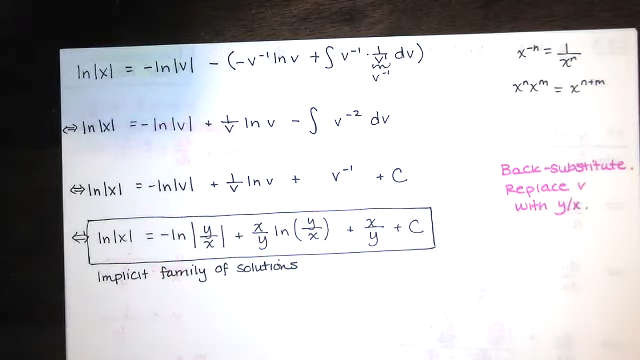 ln|x| = -ln|v| - (-v⁻¹ ln v + ∫ v⁻¹ · 1/v dv)
v⁻¹
⇔ ln|x| = -ln|v| + 1/v ln v - ∫ v⁻² dv
⇔ ln|x| = -ln|v| + 1/v ln v + v⁻¹ + C
⇔ ln|x| = -ln|y/x| + x/y ln(y/x) + x/y + C
Implicit family of solutions
x⁻ⁿ = 1/xⁿ
xⁿxᵐ = xⁿ⁺ᵐ
Back-substitute.
Replace v
with y/x.